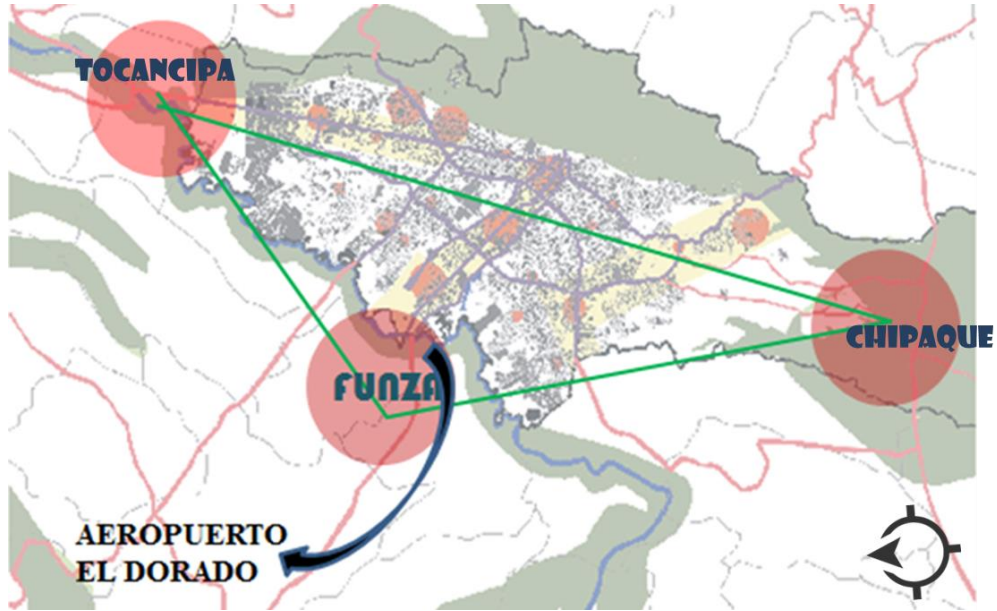 TOCANCIPA
CHIPAQUE
FUNZA
AEROPUERTO
EL DORADO